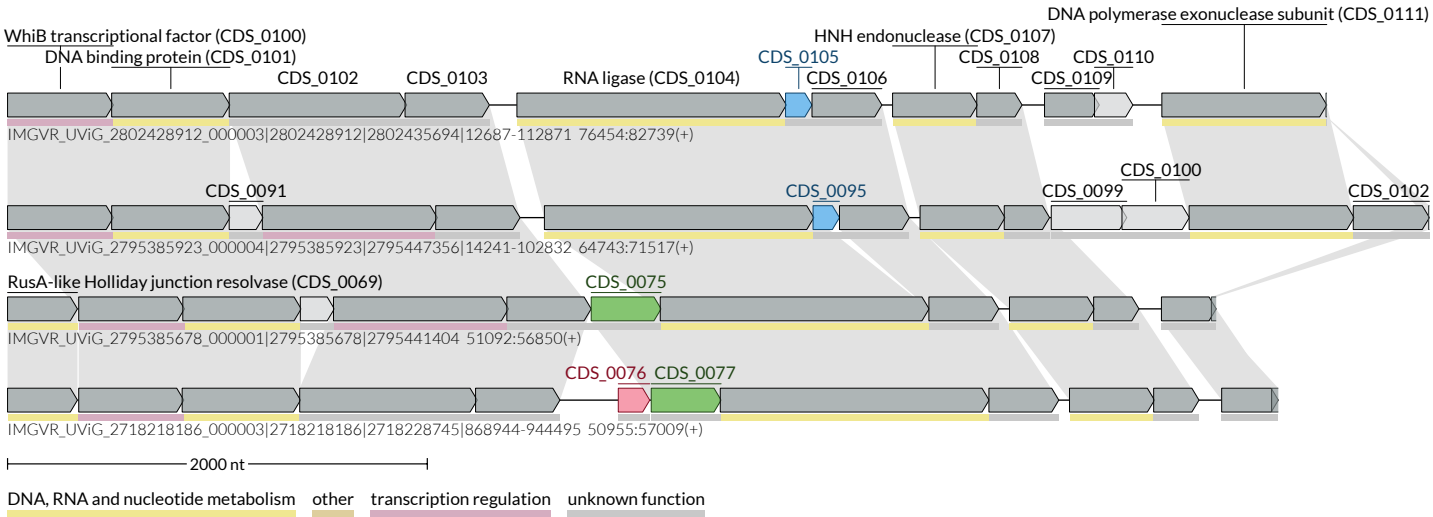 DNA polymerase exonuclease subunit (CDS_0111)
WhiB transcriptional factor (CDS_0100)
HNH endonuclease (CDS_0107)
DNA binding protein (CDS_0101)
CDS_0105
CDS_0108
CDS_0110
CDS_0102
CDS_0103
RNA ligase (CDS_0104)
CDS_0106
CDS_0109
IMGVR_UViG_2802428912_000003|2802428912|2802435694|12687-112871 76454:82739(+)
CDS_0100
CDS_0091
CDS_0095
CDS_0099
CDS_0102
IMGVR_UViG_2795385923_000004|2795385923|2795447356|14241-102832 64743:71517(+)
RusA-like Holliday junction resolvase (CDS_0069)
CDS_0075
IMGVR_UViG_2795385678_000001|2795385678|2795441404 51092:56850(+)
CDS_0076
CDS_0077
IMGVR_UViG_2718218186_000003|2718218186|2718228745|868944-944495 50955:57009(+)
2000 nt
DNA, RNA and nucleotide metabolism
other
transcription regulation
unknown function